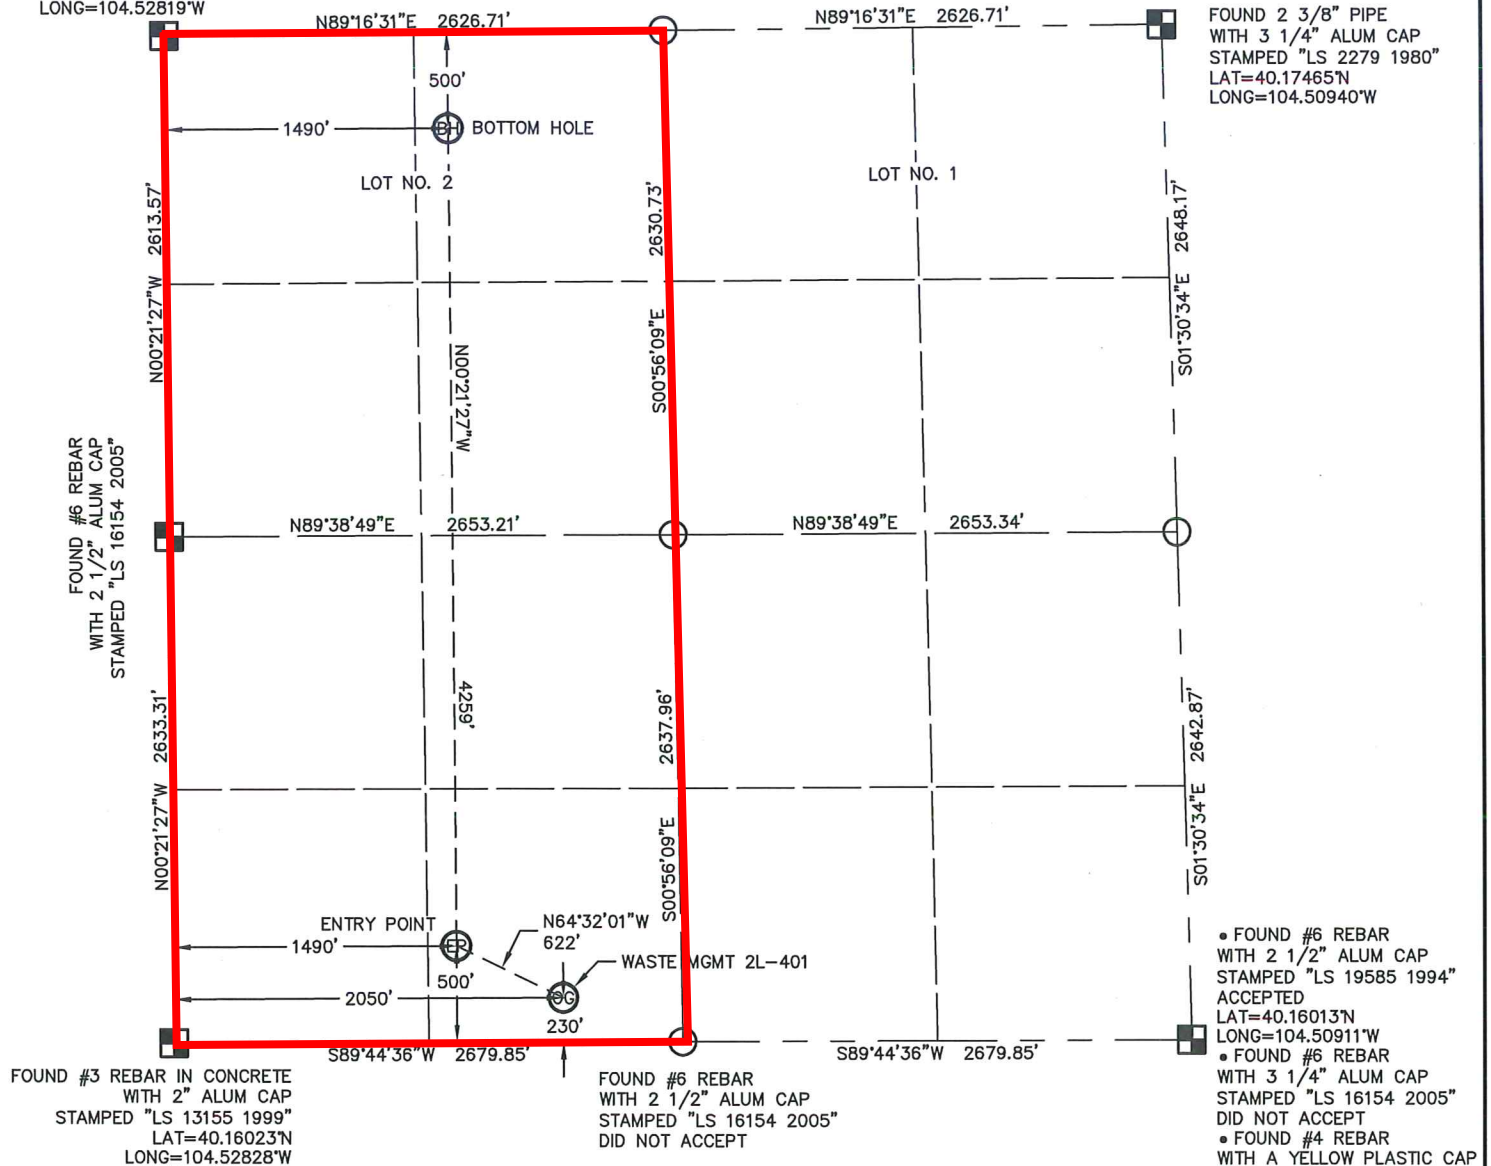 LONG=104.52819°W
N89°16'31"E 2626.71'
N89°16'31"E 2626.71'
FOUND 2 3/8" PIPE
WITH 3 1/4" ALUM CAP
STAMPED "LS 2279 1980"
LAT=40.17465°N
LONG=104.50940°W
500'
1490'
BH BOTTOM HOLE
LOT NO. 2
LOT NO. 1
N00°21'27"W 2613.57'
2630.73'
S00°56'09"E
2648.17'
S01°30'34"E
N00°21'27"W
FOUND #6 REBAR
WITH 2 1/2" ALUM CAP
STAMPED "LS 16154 2005"
N89°38'49"E 2653.21'
N89°38'49"E 2653.34'
4259'
N00°21'27"W 2633.31'
2637.96'
S00°56'09"E
S01°30'34"E 2642.87'
ENTRY POINT
1490'
EP
N64°32'01"W
622'
500'
WASTE MGMT 2L-401
2050'
OG
230'
S89°44'36"W 2679.85'
S89°44'36"W 2679.85'
FOUND #3 REBAR IN CONCRETE
WITH 2" ALUM CAP
STAMPED "LS 13155 1999"
LAT=40.16023°N
LONG=104.52828°W
FOUND #6 REBAR
WITH 2 1/2" ALUM CAP
STAMPED "LS 16154 2005"
DID NOT ACCEPT
• FOUND #6 REBAR
WITH 2 1/2" ALUM CAP
STAMPED "LS 19585 1994"
ACCEPTED
LAT=40.16013°N
LONG=104.50911°W
• FOUND #6 REBAR
WITH 3 1/4" ALUM CAP
STAMPED "LS 16154 2005"
DID NOT ACCEPT
• FOUND #4 REBAR
WITH A YELLOW PLASTIC CAP